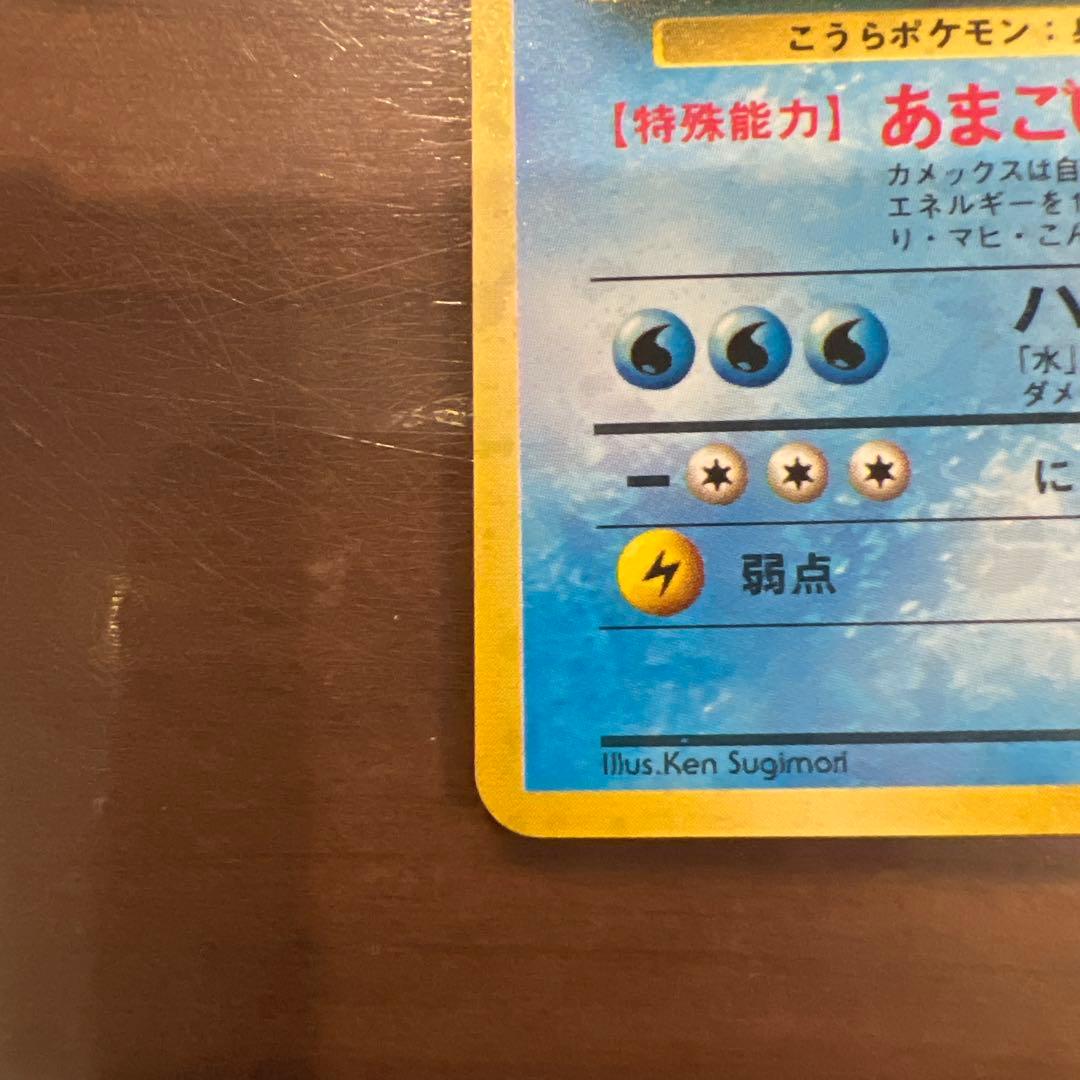 こうらポケモン：
【特殊能力】 あまご
カメックスは自
エネルギーを1
り・マヒ・こん
ハ
「水」
ダメ
に
弱点
Illus.Ken Sugimori